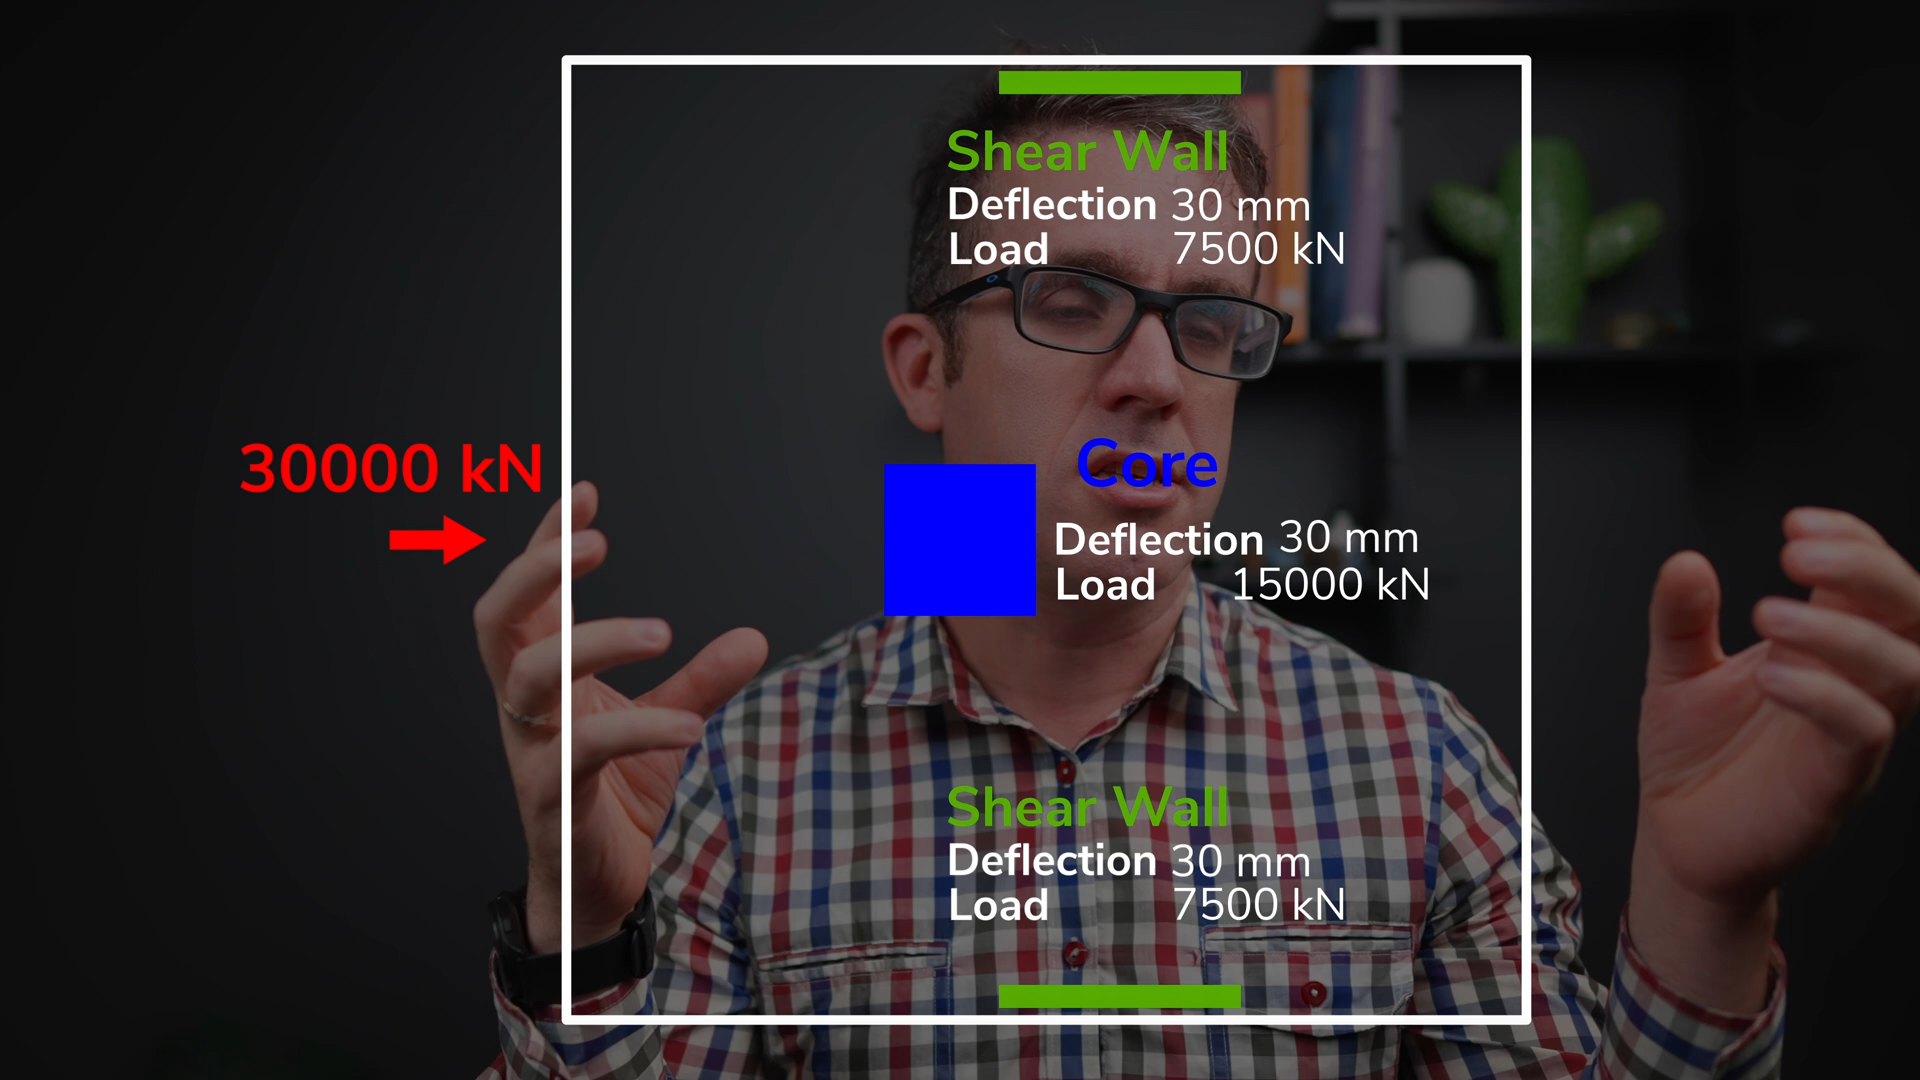 Shear Wall
Deflection 30 mm
Load 7500 kN
30000 kN
Core
Deflection 30 mm
Load 15000 kN
Shear Wall
Deflection 30 mm
Load 7500 kN